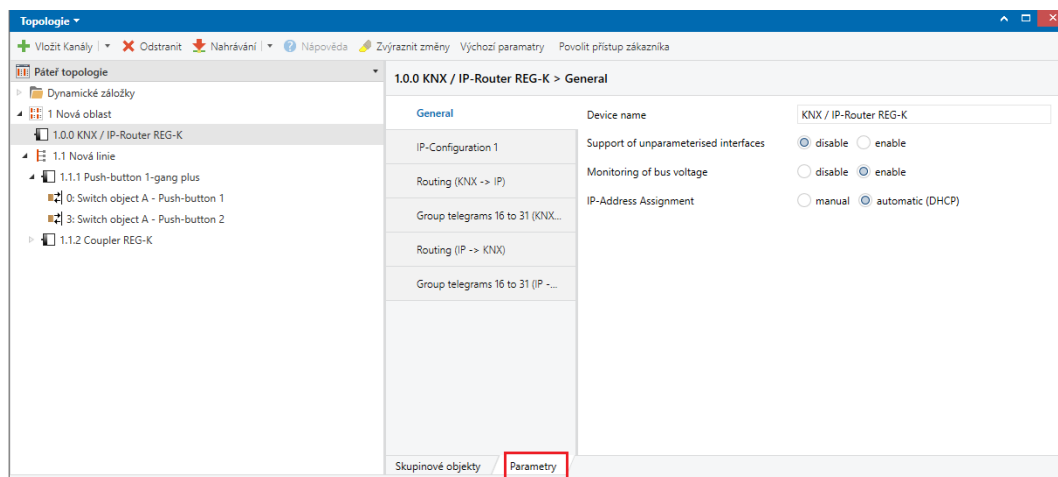 Topologie
Vložit Kanály Odstranit Nahrávání Nápověda Zvýraznit změny Výchozí paramatry Povolit přístup zákazníka
Páteř topologie
Dynamické záložky
1 Nová oblast
1.0.0 KNX / IP-Router REG-K
1.1 Nová linie
1.1.1 Push-button 1-gang plus
0: Switch object A - Push-button 1
3: Switch object A - Push-button 2
1.1.2 Coupler REG-K
1.0.0 KNX / IP-Router REG-K > General
General
IP-Configuration 1
Routing (KNX -> IP)
Group telegrams 16 to 31 (KNX...
Routing (IP -> KNX)
Group telegrams 16 to 31 (IP -...
Device name KNX / IP-Router REG-K
Support of unparameterised interfaces disable enable
Monitoring of bus voltage disable enable
IP-Address Assignment manual automatic (DHCP)
Skupinové objekty Parametry